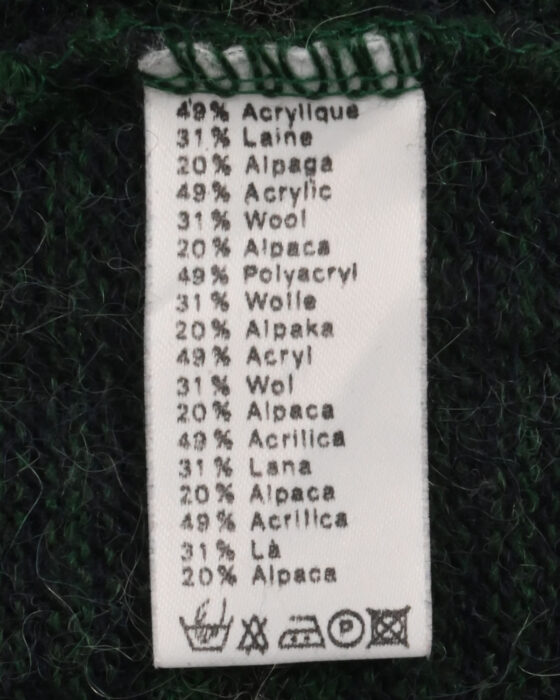 49% Acrylique
31% Laine
20% Alpaga
49% Acrylic
31% Wool
20% Alpaca
49% Polyacryl
31% Wolle
20% Alpaka
49% Acryl
31% Wol
20% Alpaca
49% Acrilica
31% Lana
20% Alpaca
49% Acrilica
31% Là
20% Alpaca
P